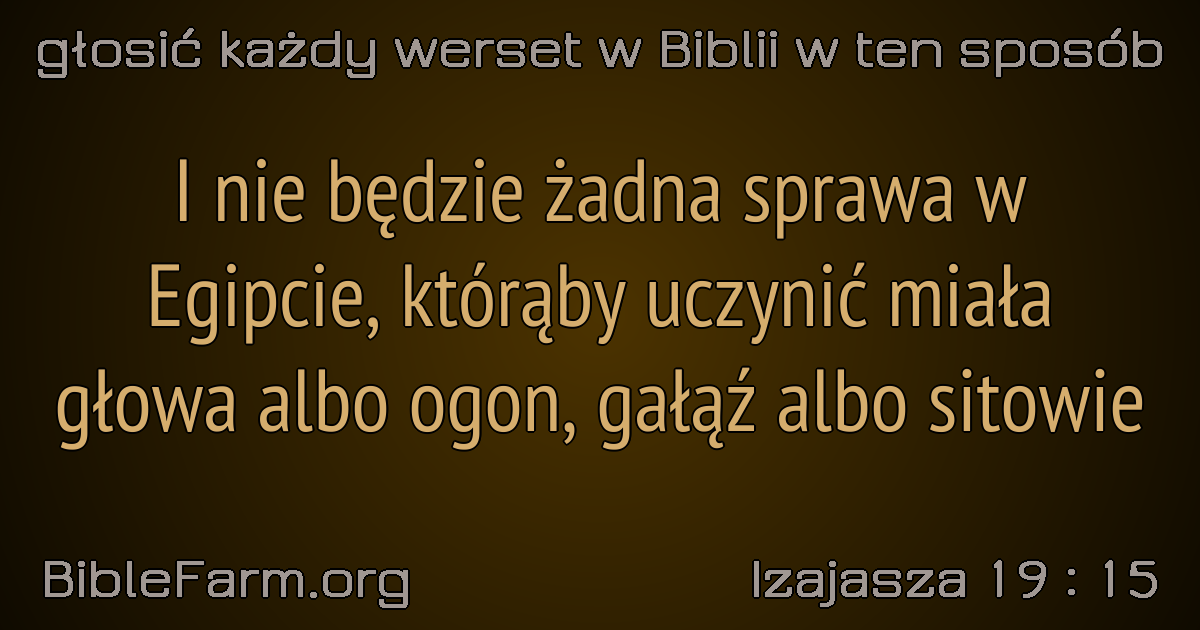 głosić każdy werset w Biblii w ten sposób
I nie będzie żadna sprawa w
Egipcie, którąby uczynić miała
głowa albo ogon, gałąź albo sitowie
BibleFarm.org
Izajasza 19 : 15